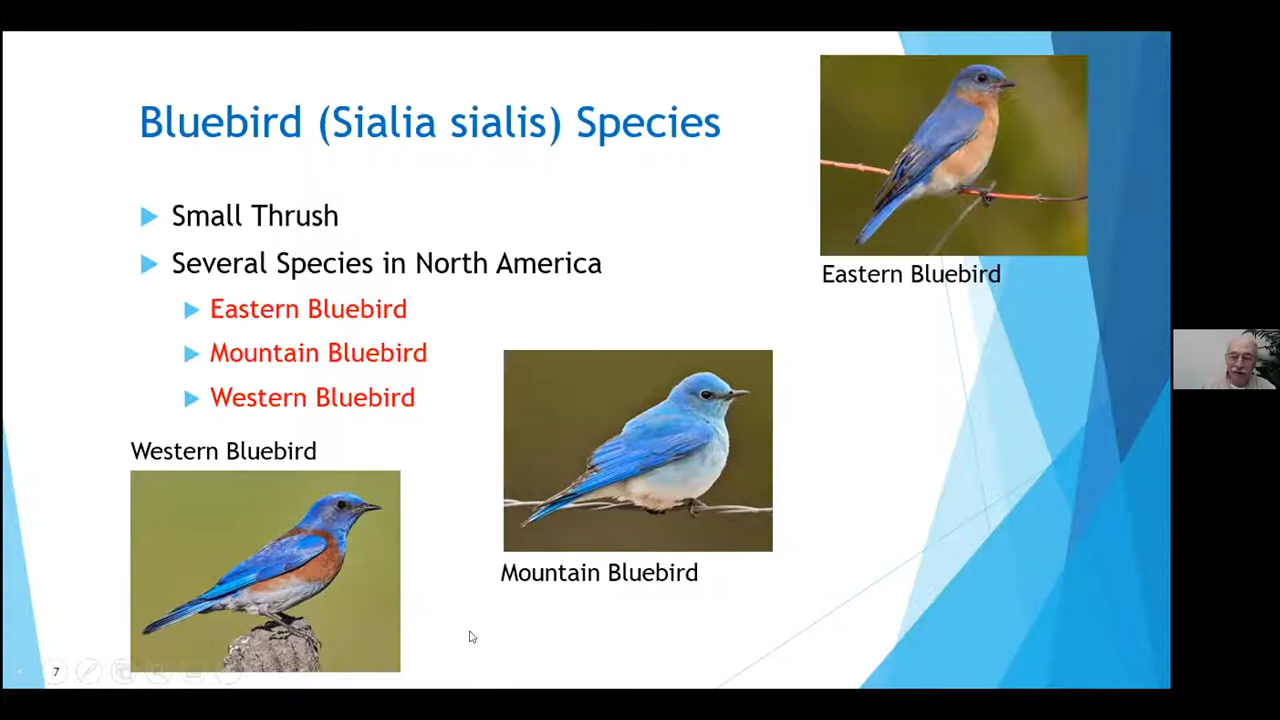 Bluebird (Sialia sialis) Species
Small Thrush
Several Species in North America
Eastern Bluebird
Mountain Bluebird
Western Bluebird
Eastern Bluebird
Western Bluebird
Mountain Bluebird
7